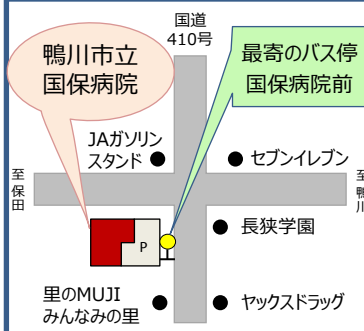 国道
410号
鴨川市立
国保病院
最寄のバス停
国保病院前
JAガソリン
スタンド
セブンイレブン
至保田
至鴨川
P
長狭学園
里のMUJI
みんなみの里
ヤックスドラッグ